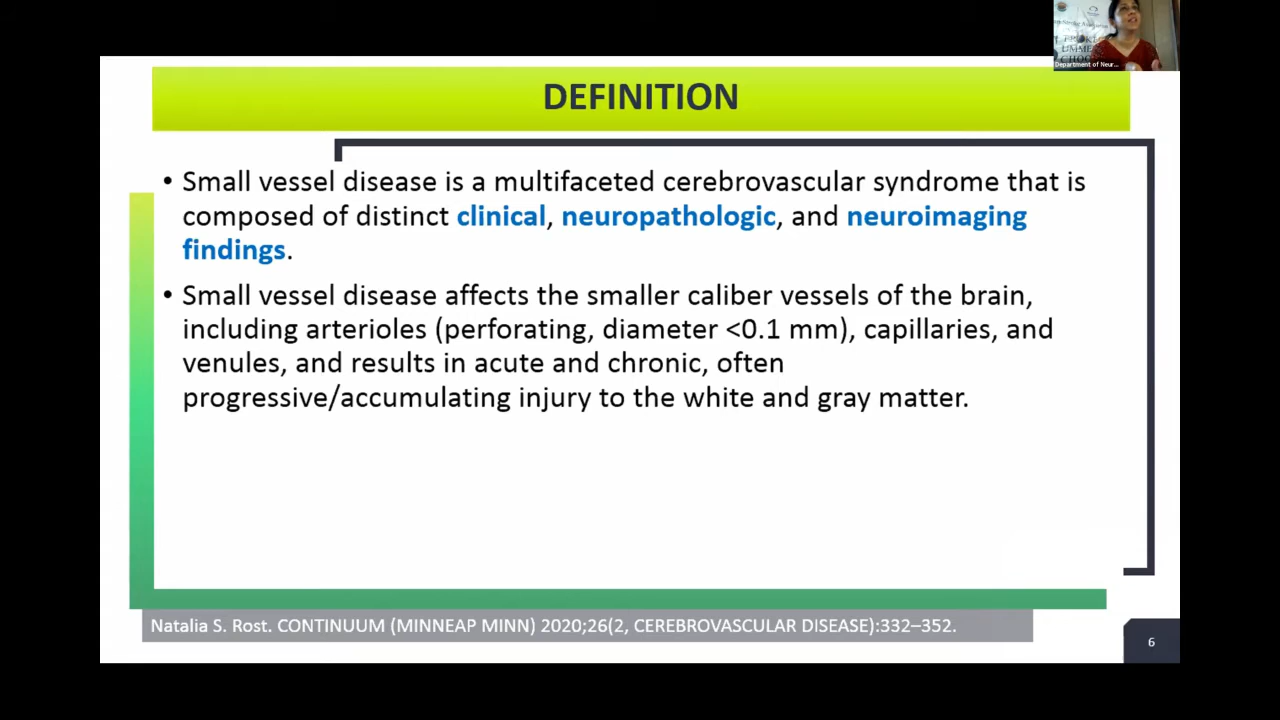 DEFINITION
• Small vessel disease is a multifaceted cerebrovascular syndrome that is
composed of distinct clinical, neuropathologic, and neuroimaging
findings.
• Small vessel disease affects the smaller caliber vessels of the brain,
including arterioles (perforating, diameter <0.1 mm), capillaries, and
venules, and results in acute and chronic, often
progressive/accumulating injury to the white and gray matter.
Natalia S. Rost. CONTINUUM (MINNEAP MINN) 2020;26(2, CEREBROVASCULAR DISEASE):332–352.
6
Department of Neur...